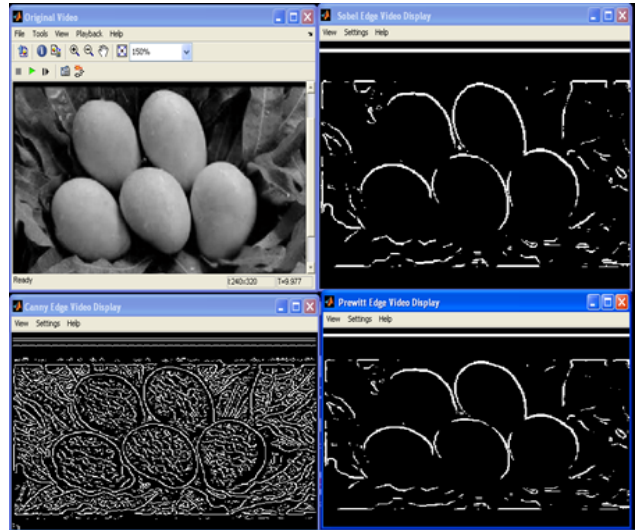 Original Video
File Tools View Playback Help
150%
Ready
I:240x320 T=9.977
Sobel Edge Video Display
View Settings Help
Canny Edge Video Display
View Settings Help
Prewitt Edge Video Display
View Settings Help